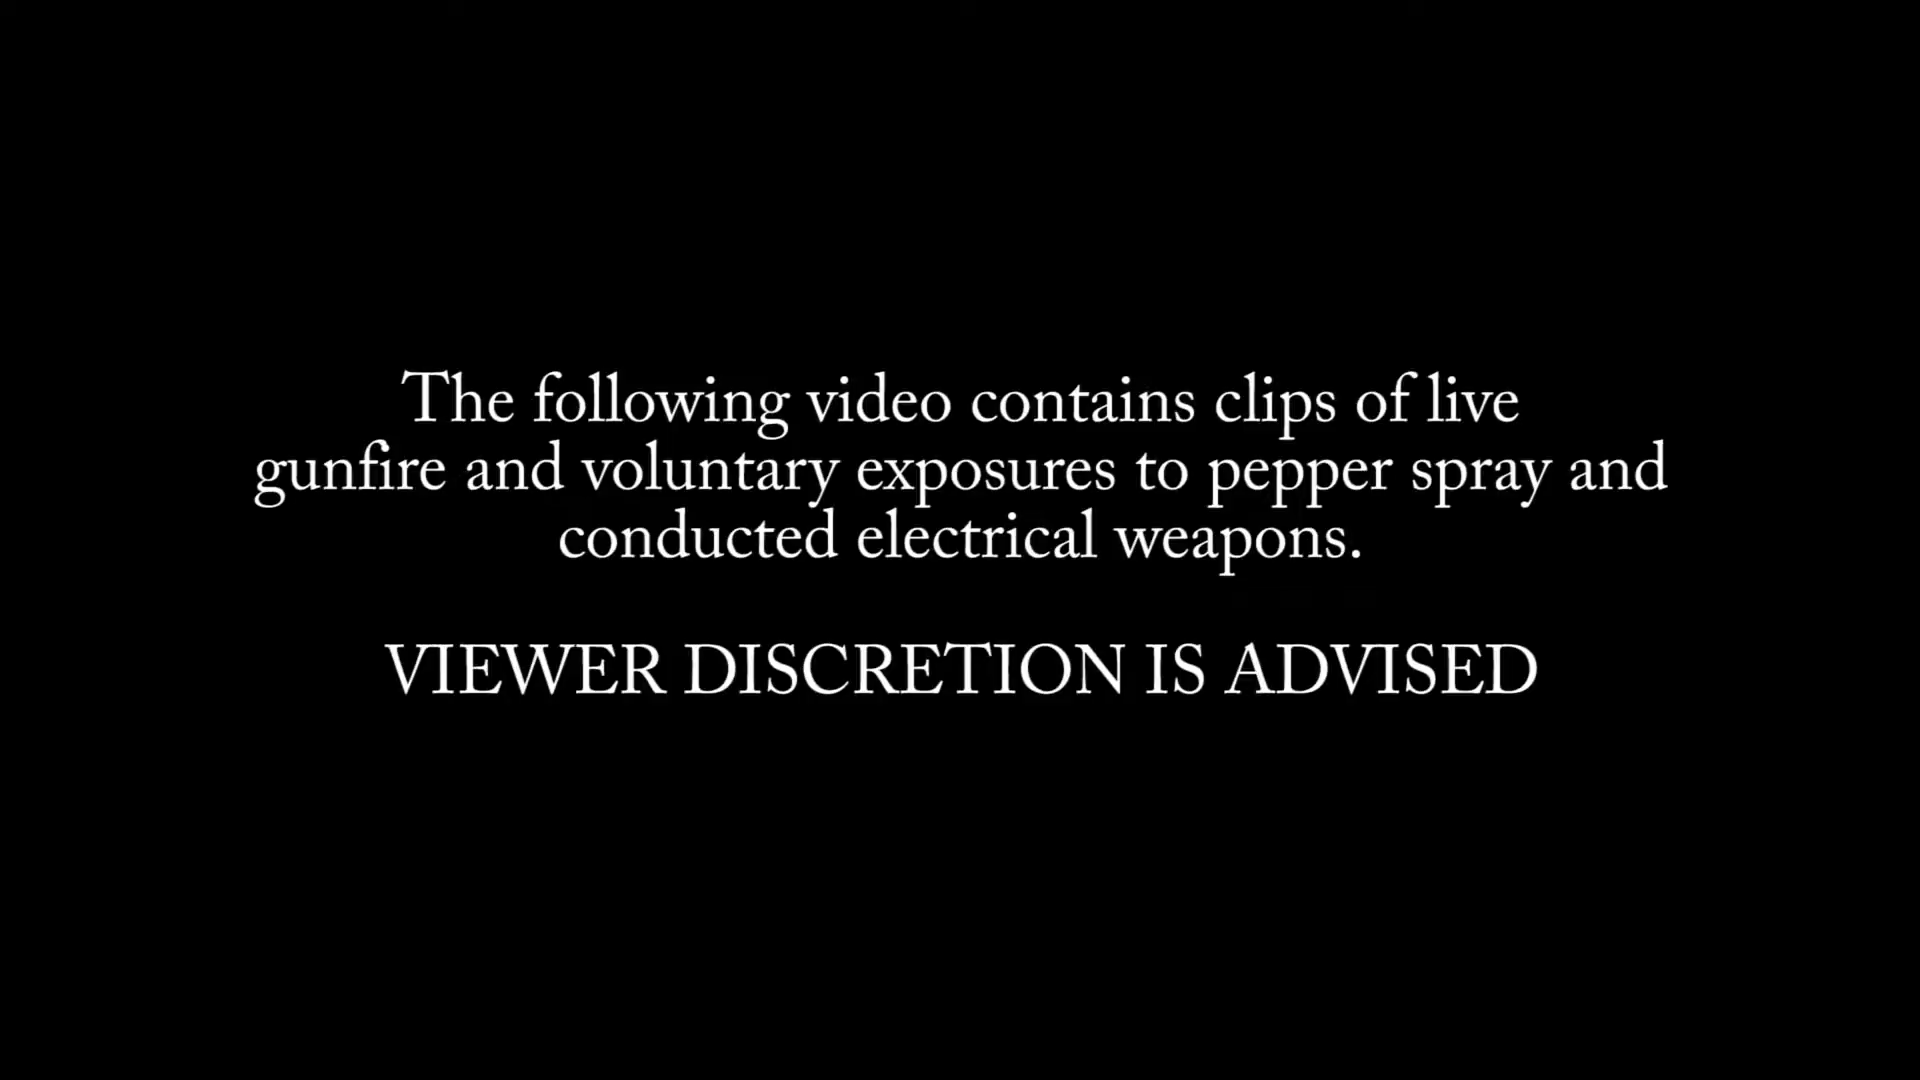 The following video contains clips of live
gunfire and voluntary exposures to pepper spray and
conducted electrical weapons.
VIEWER DISCRETION IS ADVISED